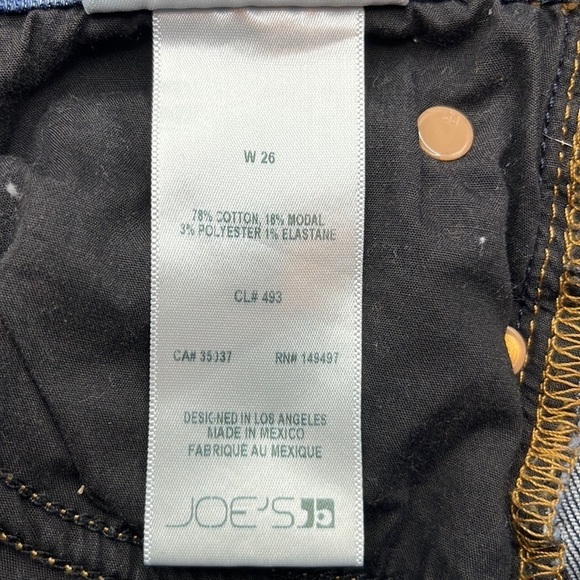 W 26
78% COTTON, 18% MODAL
3% POLYESTER 1% ELASTANE
CL# 493
CA# 35037 RN# 149497
DESIGNED IN LOS ANGELES
MADE IN MEXICO
FABRIQUÉ AU MEXIQUE
JOE'S